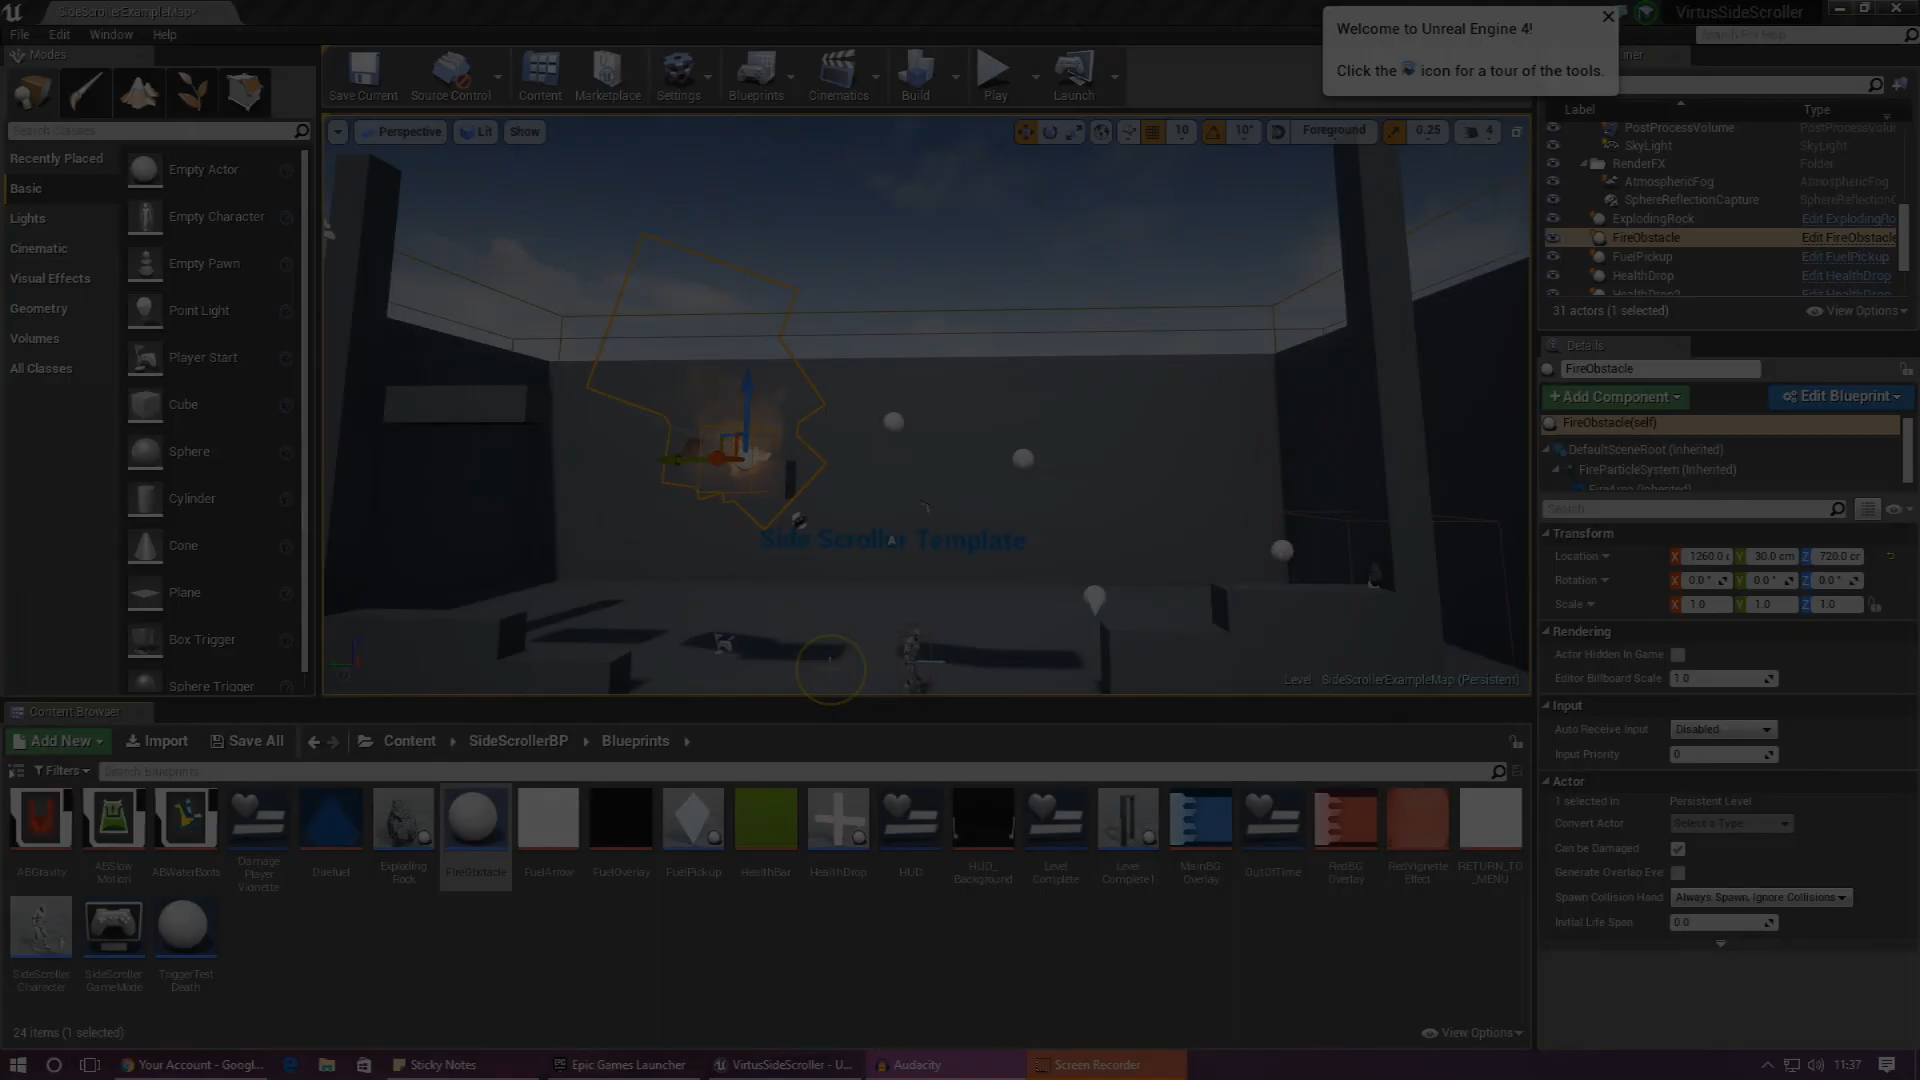 SideScrollerExampleMap*
VirtusSideScroller
File Edit Window Help
Search For Help
Welcome to Unreal Engine 4!
Click the icon for a tour of the tools.
Modes
Save Current Source Control Content Marketplace Settings Blueprints Cinematics Build Play Launch
Search Classes
Recently Placed
Basic
Lights
Cinematic
Visual Effects
Geometry
Volumes
All Classes
Empty Actor
Empty Character
Empty Pawn
Point Light
Player Start
Cube
Sphere
Cylinder
Cone
Plane
Box Trigger
Sphere Trigger
Perspective Lit Show
10 10° Foreground 0.25 4
Side Scroller Template
Level: SideScrollerExampleMap (Persistent)
Label Type
PostProcessVolume PostProcessVolu
SkyLight SkyLight
RenderFX Folder
AtmosphericFog AtmosphericFog
SphereReflectionCapture SphereReflectionC
ExplodingRock Edit ExplodingRo
FireObstacle Edit FireObstacle
FuelPickup Edit FuelPickup
HealthDrop Edit HealthDrop
HealthDrop2 Edit HealthDrop
31 actors (1 selected) View Options
Details
FireObstacle
+Add Component Edit Blueprint
FireObstacle(self)
DefaultSceneRoot (Inherited)
FireParticleSystem (Inherited)
FireArea (Inherited)
Search
Transform
Location X 1260.0 c Y 30.0 cm Z 720.0 cr
Rotation X 0.0° Y 0.0° Z 0.0°
Scale X 1.0 Y 1.0 Z 1.0
Rendering
Actor Hidden In Game
Editor Billboard Scale 1.0
Input
Auto Receive Input Disabled
Input Priority 0
Actor
1 selected in Persistent Level
Convert Actor Select a Type
Can be Damaged
Generate Overlap Eve
Spawn Collision Hand Always Spawn, Ignore Collisions
Initial Life Span 0.0
Content Browser
Add New Import Save All Content SideScrollerBP Blueprints
Filters Search Blueprints
ABGravity
ABSlow Motion
ABWaterBoots
Damage Player Vignette
Exploding Rock
FireObstacle
FuelArrow
FuelOverlay
FuelPickup
HealthBar
HealthDrop
HUD
HUD_Background
Level Complete
Level Complete1
MainBG Overlay
OutOfTime
RedBG Overlay
RedVignette Effect
RETURN_TO_MENU
SideScroller Character
SideScroller GameMode
TriggerTest Death
24 items (1 selected) View Options
Your Account - Googl... Sticky Notes Epic Games Launcher VirtusSideScroller - U... Audacity Screen Recorder 11:37